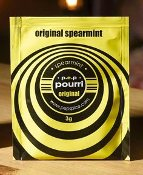 original spearmint
spearmint
p.o.p
pourri
original
3g